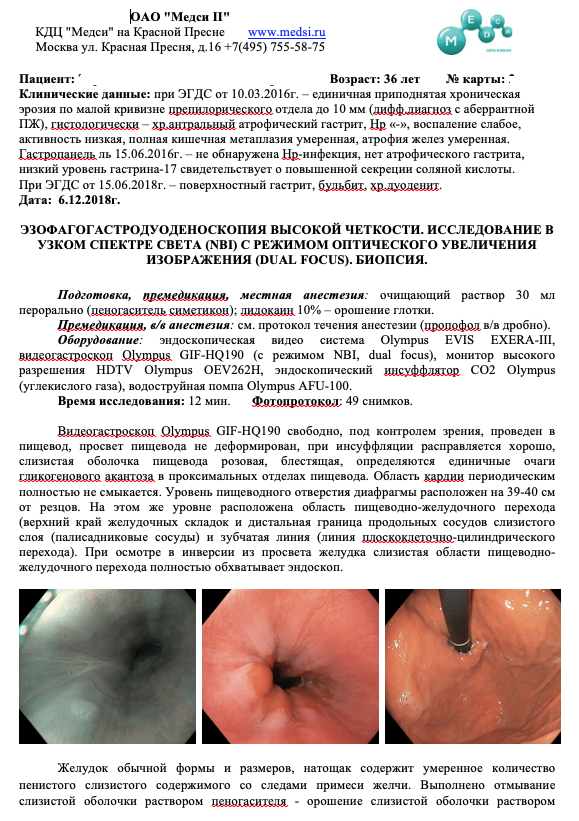 ОАО "Медси II"
КДЦ "Медси" на Красной Пресне www.medsi.ru
Москва ул. Красная Пресня, д.16 +7(495) 755-58-75
MEDСИ
сеть клиник
Пациент: Возраст: 36 лет № карты:
Клинические данные: при ЭГДС от 10.03.2016г. – единичная приподнятая хроническая
эрозия по малой кривизне препилорического отдела до 10 мм (дифф.диагноз с аберрантной
ПЖ), гистологически – хр.антральный атрофический гастрит, Нр «-», воспаление слабое,
активность низкая, полная кишечная метаплазия умеренная, атрофия желез умеренная.
Гастропанель ль 15.06.2016г. – не обнаружена Нр-инфекция, нет атрофического гастрита,
низкий уровень гастрина-17 свидетельствует о повышенной секреции соляной кислоты.
При ЭГДС от 15.06.2018г. – поверхностный гастрит, бульбит, хр.дуоденит.
Дата: 6.12.2018г.
ЭЗОФАГОГАСТРОДУОДЕНОСКОПИЯ ВЫСОКОЙ ЧЕТКОСТИ. ИССЛЕДОВАНИЕ В
УЗКОМ СПЕКТРЕ СВЕТА (NBI) С РЕЖИМОМ ОПТИЧЕСКОГО УВЕЛИЧЕНИЯ
ИЗОБРАЖЕНИЯ (DUAL FOCUS). БИОПСИЯ.
Подготовка, премедикация, местная анестезия: очищающий раствор 30 мл
перорально (пеногаситель симетикон); лидокаин 10% – орошение глотки.
Премедикация, в/в анестезия: см. протокол течения анестезии (пропофол в/в дробно).
Оборудование: эндоскопическая видео система Olympus EVIS EXERA-III,
видеогастроскоп Olympus GIF-HQ190 (с режимом NBI, dual focus), монитор высокого
разрешения HDTV Olympus OEV262H, эндоскопический инсуффлятор CO2 Olympus
(углекислого газа), водоструйная помпа Olympus AFU-100.
Время исследования: 12 мин. Фотопротокол: 49 снимков.
Видеогастроскоп Olympus GIF-HQ190 свободно, под контролем зрения, проведен в
пищевод, просвет пищевода не деформирован, при инсуффляции расправляется хорошо,
слизистая оболочка пищевода розовая, блестящая, определяются единичные очаги
гликогенового акантоза в проксимальных отделах пищевода. Область кардии периодическим
полностью не смыкается. Уровень пищеводного отверстия диафрагмы расположен на 39-40 см
от резцов. На этом же уровне расположена область пищеводно-желудочного перехода
(верхний край желудочных складок и дистальная граница продольных сосудов слизистого
слоя (палисадниковые сосуды) и зубчатая линия (линия плоскоклеточно-цилиндрического
перехода). При осмотре в инверсии из просвета желудка слизистая области пищеводно-
желудочного перехода полностью обхватывает эндоскоп.
Желудок обычной формы и размеров, натощак содержит умеренное количество
пенистого слизистого содержимого со следами примеси желчи. Выполнено отмывание
слизистой оболочки раствором пеногасителя - орошение слизистой оболочки раствором